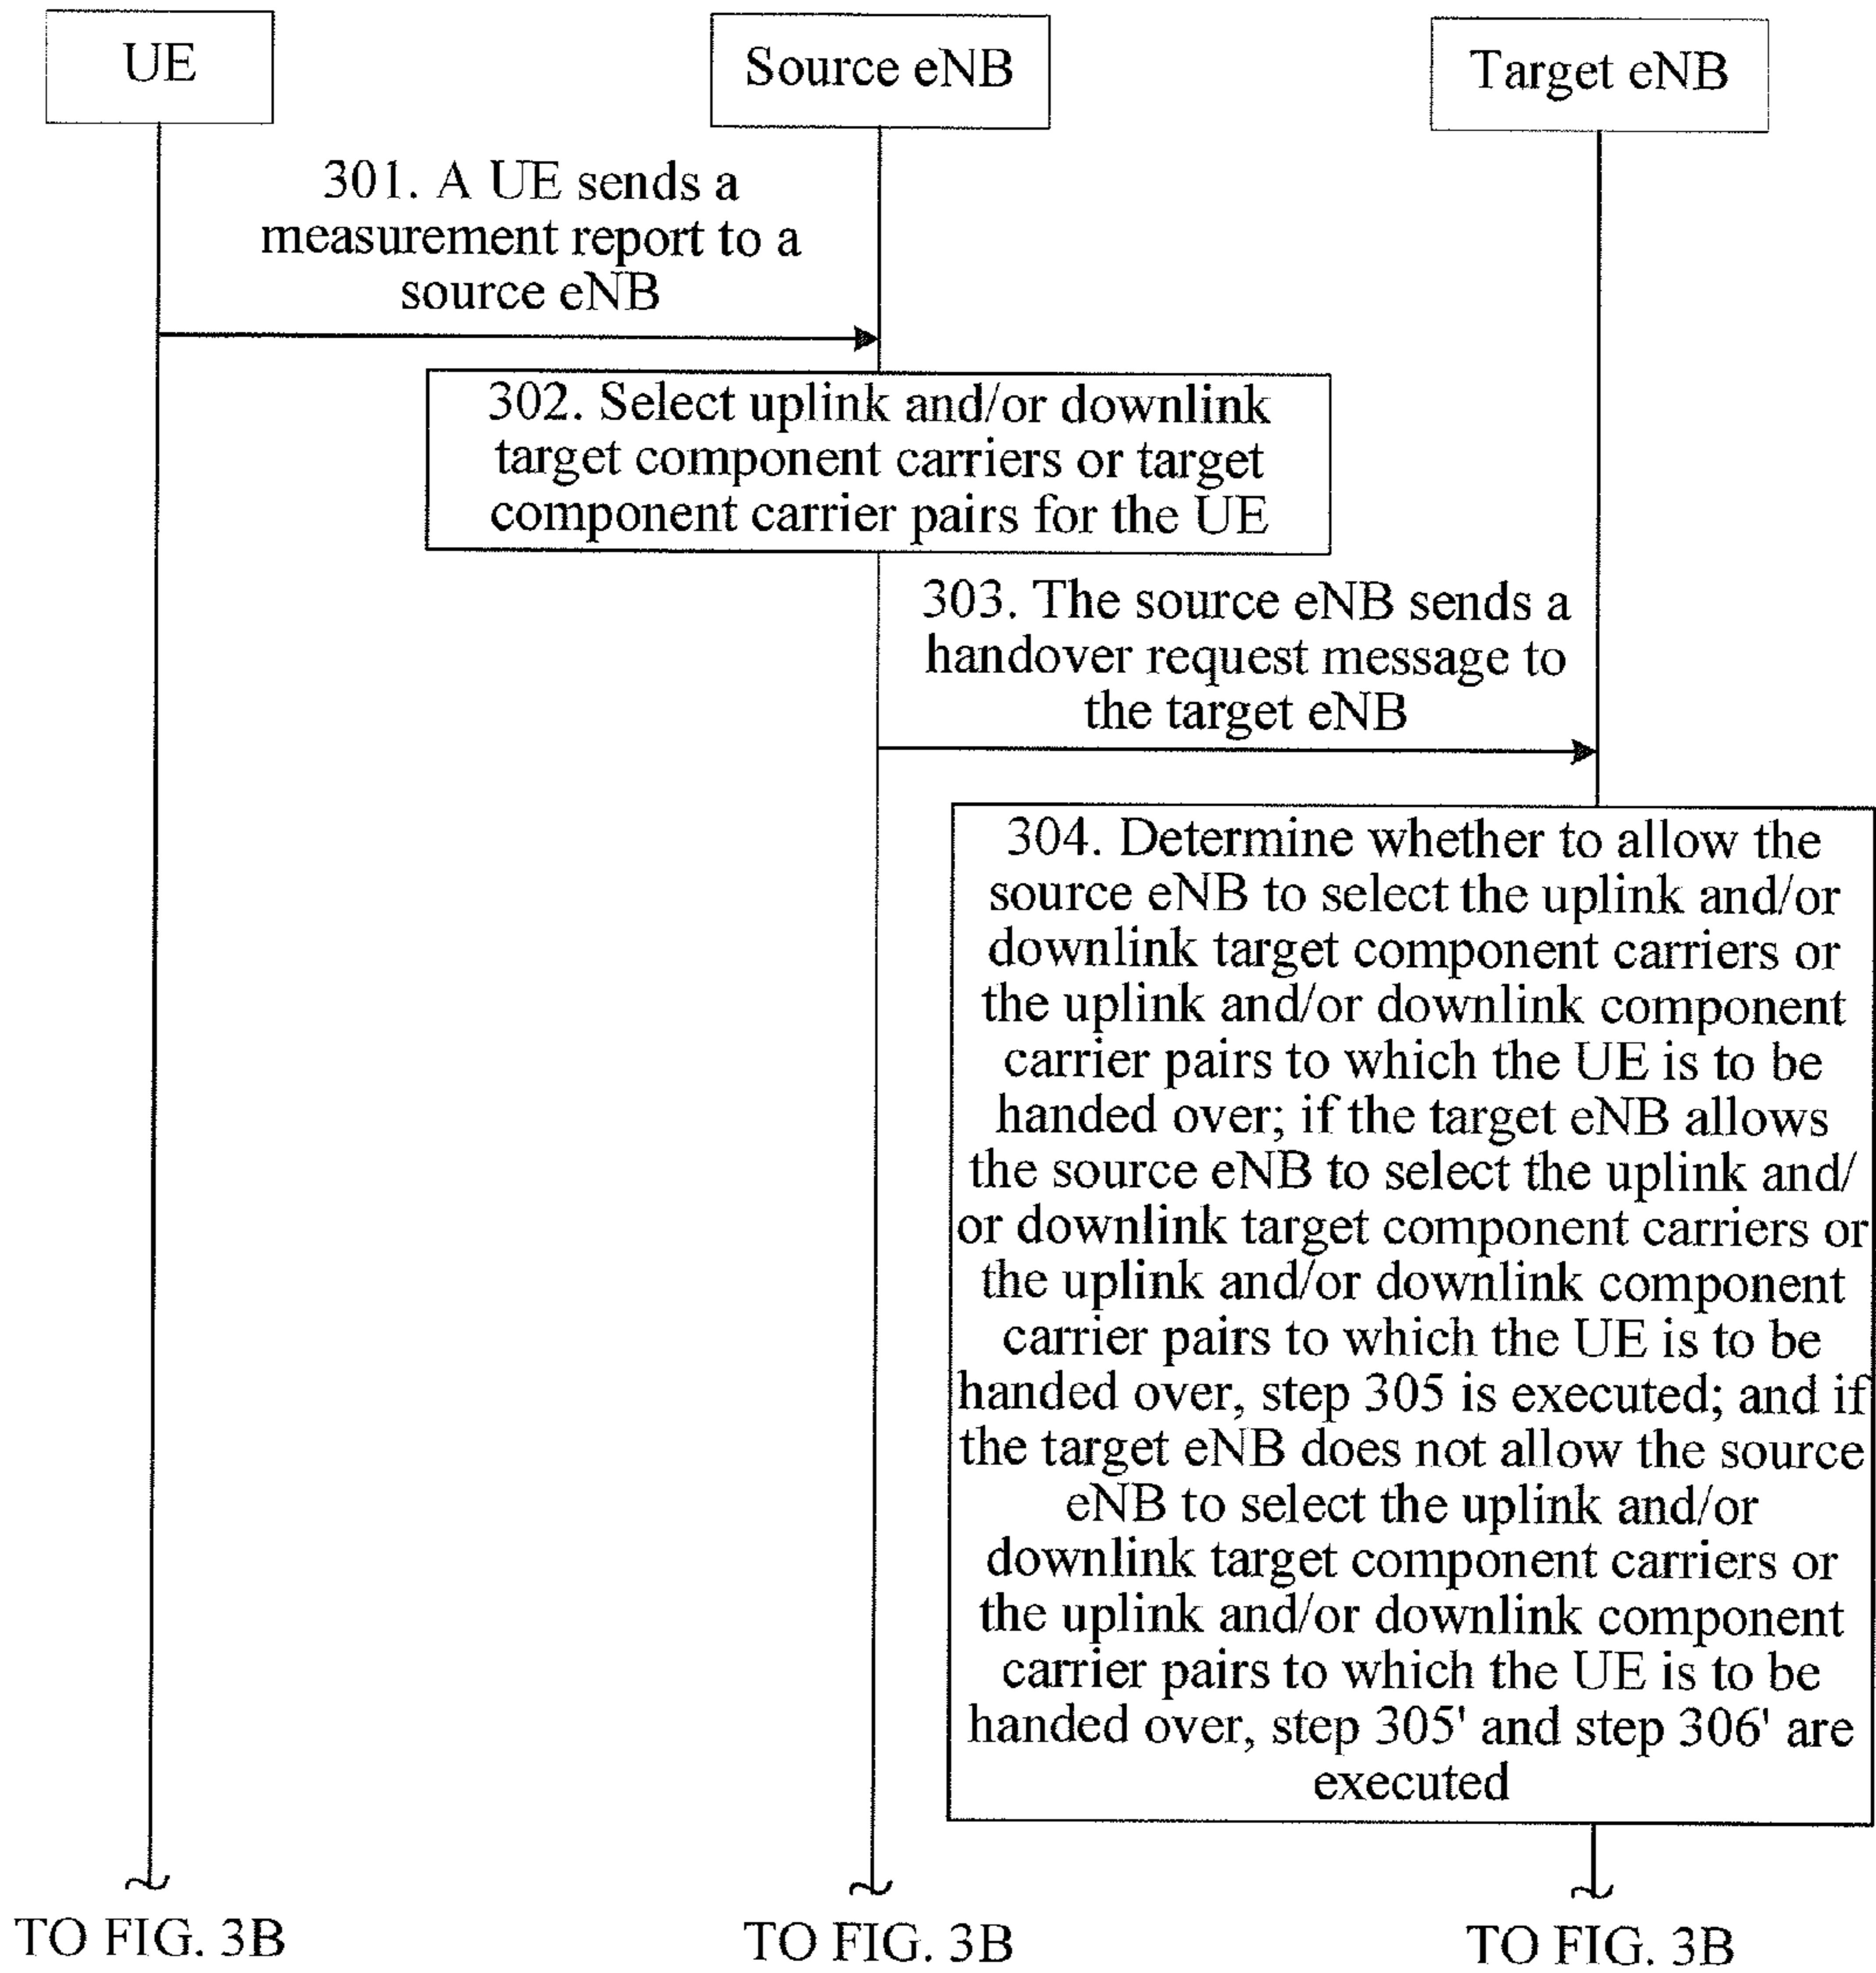 UE
Source eNB
Target eNB
301. A UE sends a
measurement report to a
source eNB
302. Select uplink and/or downlink
target component carriers or target
component carrier pairs for the UE
303. The source eNB sends a
handover request message to
the target eNB
304. Determine whether to allow the
source eNB to select the uplink and/or
downlink target component carriers or
the uplink and/or downlink component
carrier pairs to which the UE is to be
handed over; if the target eNB allows
the source eNB to select the uplink and/
or downlink target component carriers or
the uplink and/or downlink component
carrier pairs to which the UE is to be
handed over, step 305 is executed; and if
the target eNB does not allow the source
eNB to select the uplink and/or
downlink target component carriers or
the uplink and/or downlink component
carrier pairs to which the UE is to be
handed over, step 305' and step 306' are
executed
TO FIG. 3B
TO FIG. 3B
TO FIG. 3B